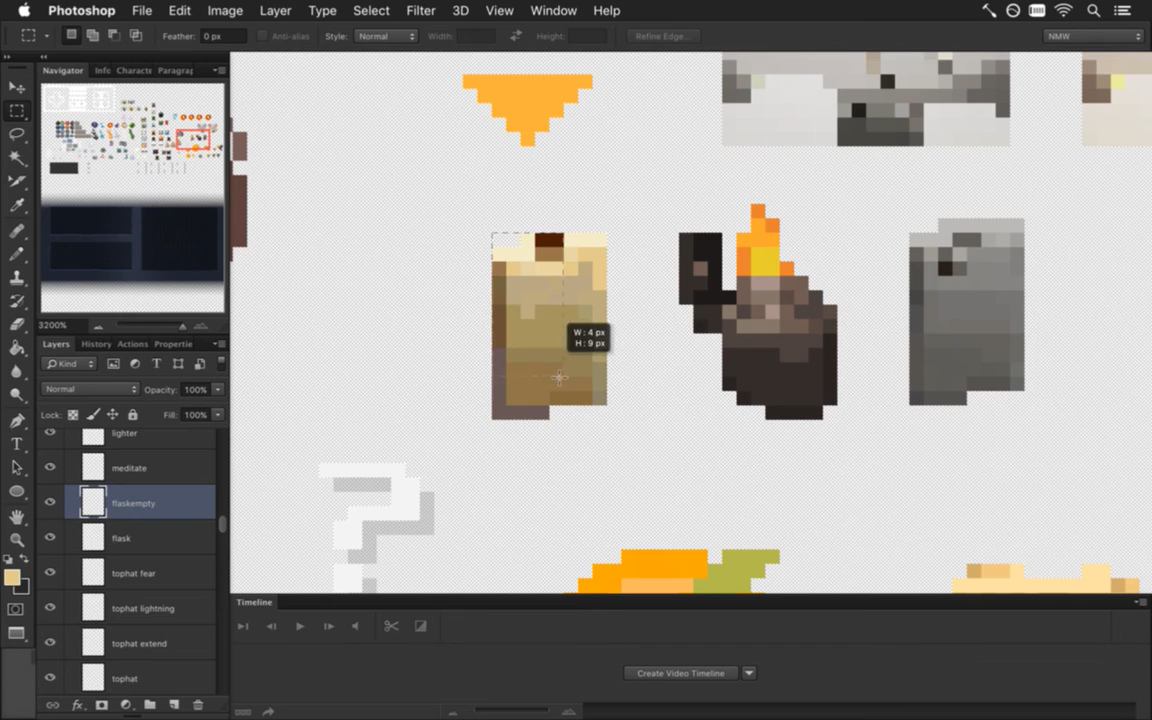 Photoshop File Edit Image Layer Type Select Filter 3D View Window Help
Feather: 0 px Anti-alias Style: Normal Width: Height: Refine Edge... NMW
Navigator Info Characte Paragrap
3200%
Layers History Actions Propertie
Kind
Normal Opacity: 100%
Lock: Fill: 100%
lighter
meditate
flaskempty
flask
tophat fear
tophat lightning
tophat extend
tophat
W: 4 px
H: 9 px
Timeline
Create Video Timeline